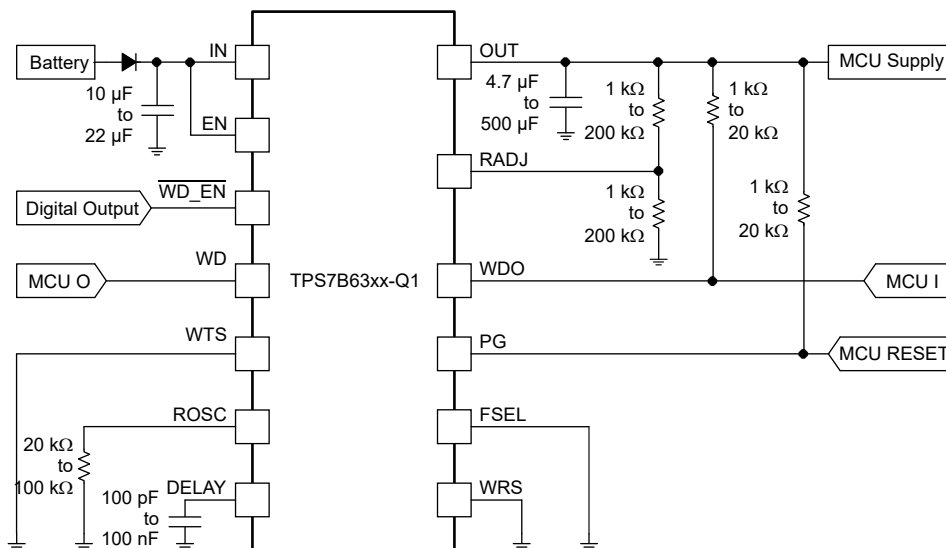 Battery
10 µF
to
22 µF
IN
EN
Digital Output
WD_EN
MCU O
WD
WTS
ROSC
20 kΩ
to
100 kΩ
DELAY
100 pF
to
100 nF
TPS7B63xx-Q1
OUT
4.7 µF
to
500 µF
1 kΩ
to
200 kΩ
1 kΩ
to
20 kΩ
MCU Supply
RADJ
1 kΩ
to
200 kΩ
1 kΩ
to
20 kΩ
WDO
MCU I
PG
MCU RESET
FSEL
WRS